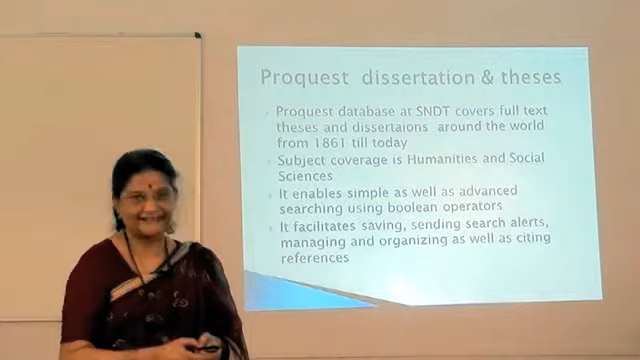 Proquest dissertation & theses
Proquest database at SNDT covers full text
theses and dissertaions around the world
from 1861 till today
Subject coverage is Humanities and Social
Sciences
It enables simple as well as advanced
searching using boolean operators
It facilitates saving, sending search alerts,
managing and organizing as well as citing
references